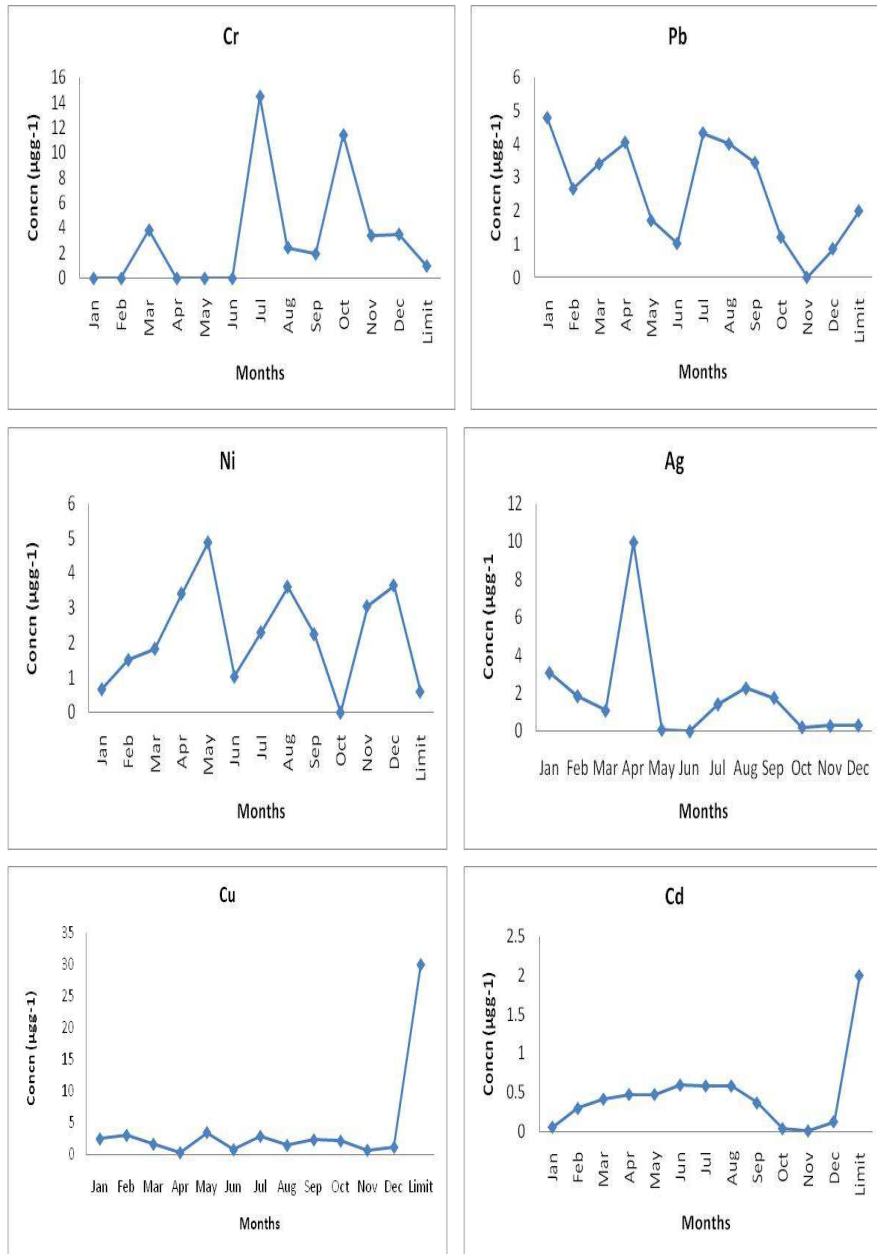 Cr
16
14
12
10
8
6
4
2
0
Concn (µgg-1)
Jan Feb Mar Apr May Jun Jul Aug Sep Oct Nov Dec Limit
Months
Pb
6
5
4
3
2
1
0
Concn (µgg-1)
Jan Feb Mar Apr May Jun Jul Aug Sep Oct Nov Dec Limit
Months
Ni
6
5
4
3
2
1
0
Concn (µgg-1)
Jan Feb Mar Apr May Jun Jul Aug Sep Oct Nov Dec Limit
Months
Ag
12
10
8
6
4
2
0
Concn (µgg-1
Jan Feb Mar Apr May Jun Jul Aug Sep Oct Nov Dec
Months
Cu
35
30
25
20
15
10
5
0
Concn (µgg-1)
Jan Feb Mar Apr May Jun Jul Aug Sep Oct Nov Dec Limit
Months
Cd
2.5
2
1.5
1
0.5
0
Concn (µgg-1)
Jan Feb Mar Apr May Jun Jul Aug Sep Oct Nov Dec Limit
Months